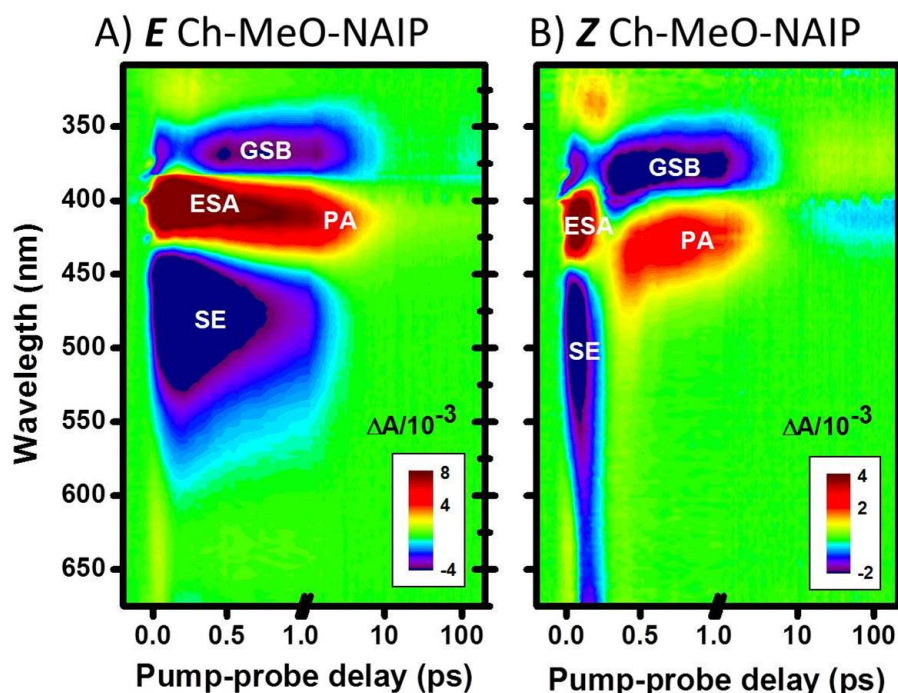 A) E Ch-MeO-NAIP
B) Z Ch-MeO-NAIP
Wavelegth (nm)
350
400
450
500
550
600
650
GSB
ESA
PA
SE
ΔA/10⁻³
8
4
-4
0.0 0.5 1.0 10 100
Pump-probe delay (ps)
GSB
ESA
PA
SE
ΔA/10⁻³
4
2
-2
0.0 0.5 1.0 10 100
Pump-probe delay (ps)